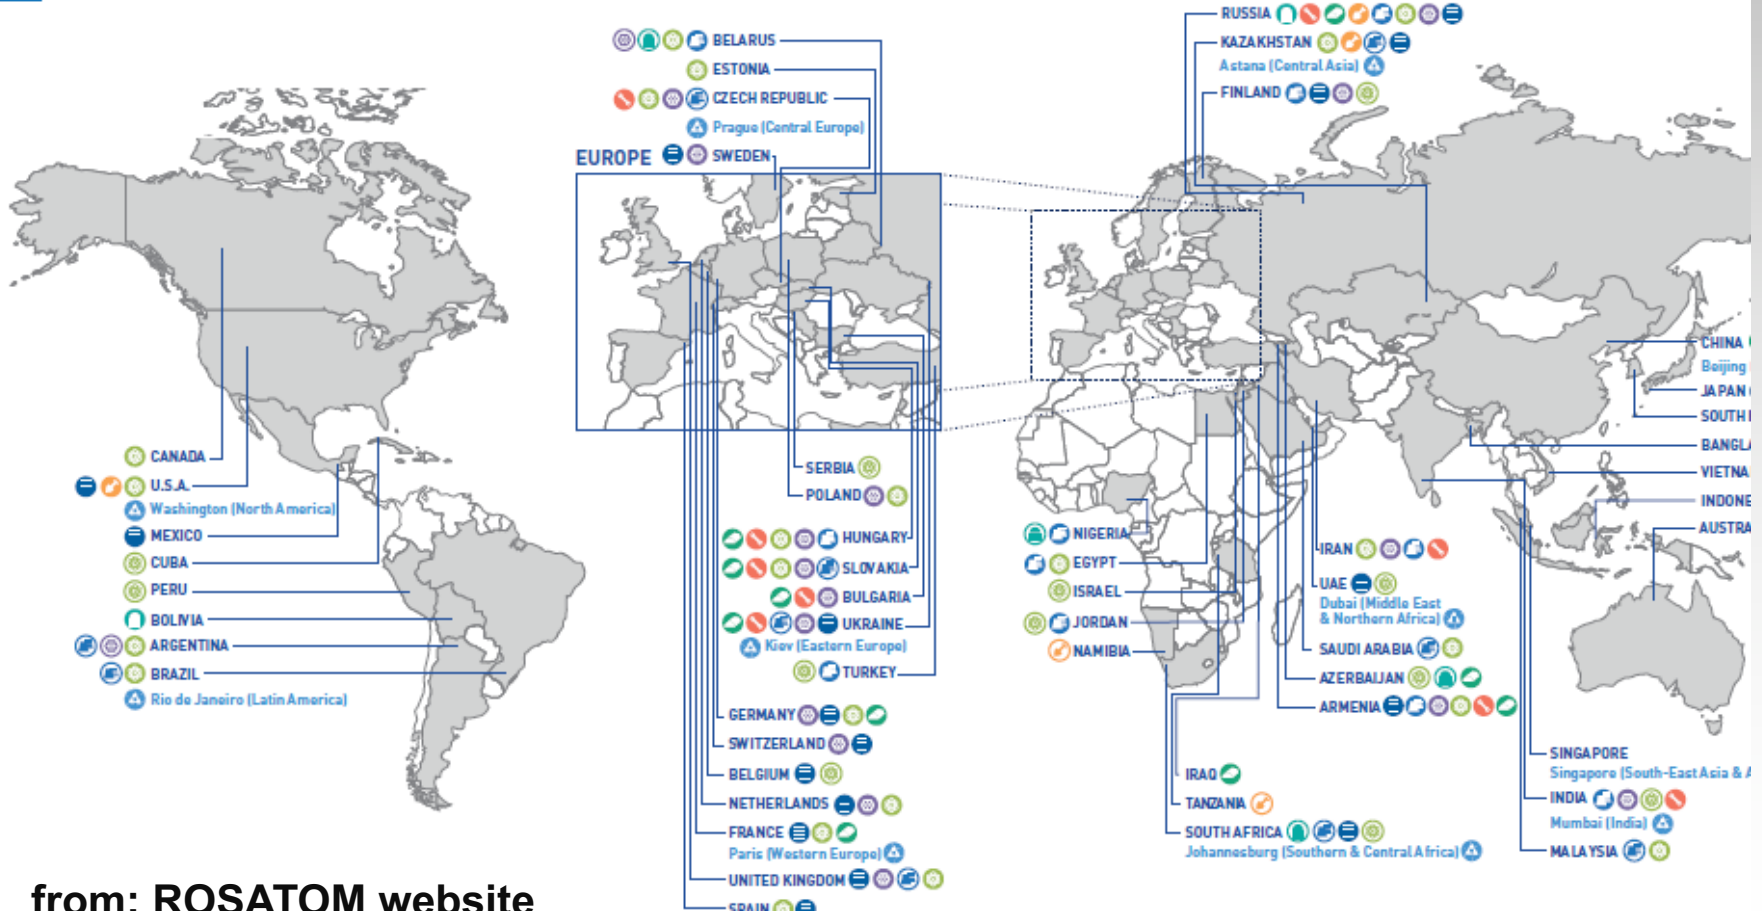 BELARUS
ESTONIA
CZECH REPUBLIC
Prague (Central Europe)
EUROPE
SWEDEN
RUSSIA
KAZAKHSTAN
Astana (Central Asia)
FINLAND
CANADA
U.S.A.
Washington (North America)
MEXICO
CUBA
PERU
BOLIVIA
ARGENTINA
BRAZIL
Rio de Janeiro (Latin America)
SERBIA
POLAND
HUNGARY
SLOVAKIA
BULGARIA
UKRAINE
Kiev (Eastern Europe)
TURKEY
GERMANY
SWITZERLAND
BELGIUM
NETHERLANDS
FRANCE
Paris (Western Europe)
UNITED KINGDOM
SPAIN
NIGERIA
EGYPT
ISRAEL
JORDAN
NAMIBIA
IRAQ
TANZANIA
SOUTH AFRICA
Johannesburg (Southern & Central Africa)
IRAN
UAE
Dubai (Middle East
& Northern Africa)
SAUDI ARABIA
AZERBAIJAN
ARMENIA
CHINA
Beijing
JAPAN
SOUTH
BANGLA
VIETNA
INDONE
AUSTRA
SINGAPORE
Singapore (South-East Asia &
INDIA
Mumbai (India)
MALAYSIA
from: ROSATOM website